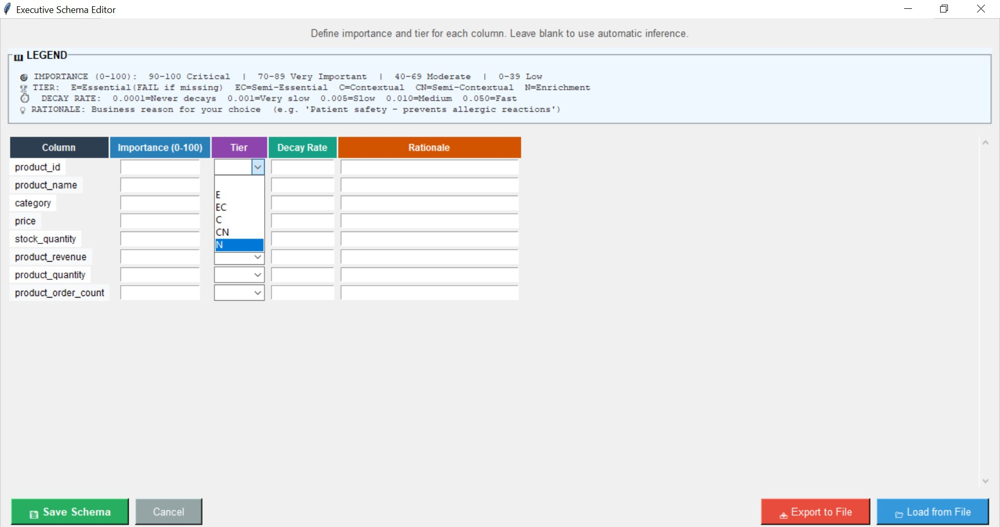 Executive Schema Editor
Define importance and tier for each column. Leave blank to use automatic inference.
LEGEND
IMPORTANCE (0-100): 90-100 Critical | 70-89 Very Important | 40-69 Moderate | 0-39 Low
TIER: E=Essential(FAIL if missing) EC=Semi-Essential C=Contextual CN=Semi-Contextual N=Enrichment
DECAY RATE: 0.0001=Never decays 0.001=Very slow 0.005=Slow 0.010=Medium 0.050=Fast
RATIONALE: Business reason for your choice (e.g. 'Patient safety - prevents allergic reactions')
Column Importance (0-100) Tier Decay Rate Rationale
product_id
product_name
E
category
EC
price
C
CN
stock_quantity
N
product_revenue
product_quantity
product_order_count
Save Schema Cancel Export to File Load from File